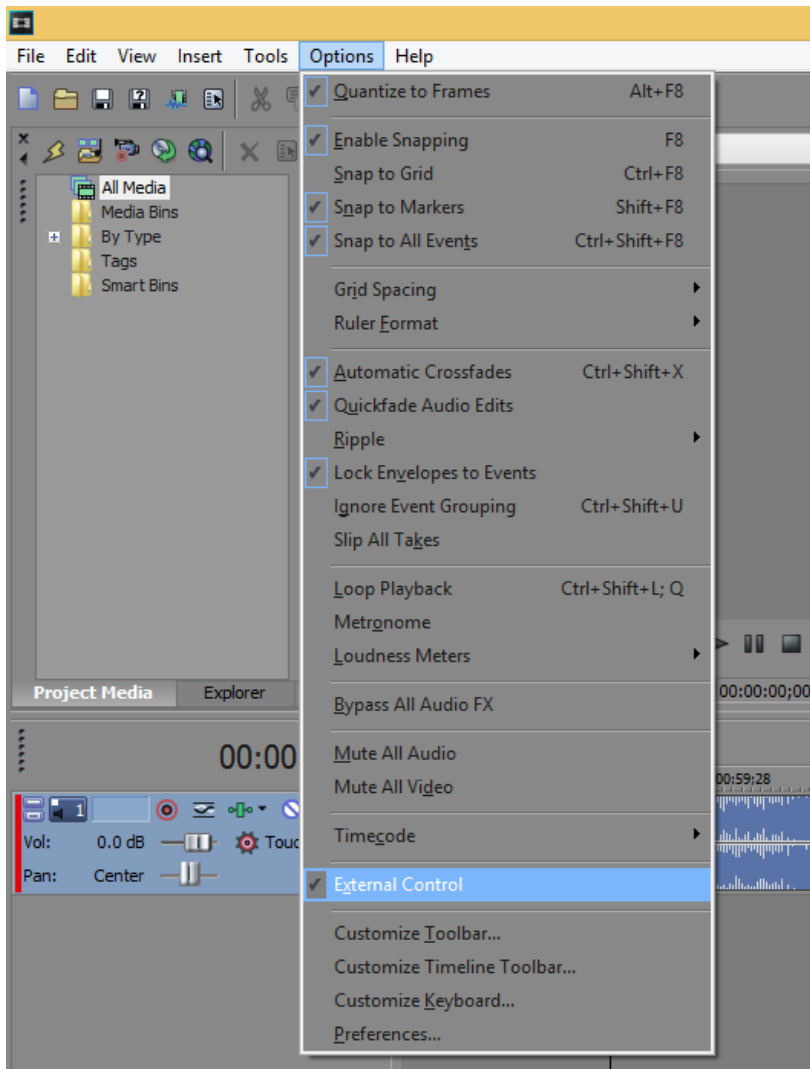 File Edit View Insert Tools Options Help
Quantize to Frames Alt+F8
Enable Snapping F8
Snap to Grid Ctrl+F8
Snap to Markers Shift+F8
Snap to All Events Ctrl+Shift+F8
Grid Spacing
Ruler Format
Automatic Crossfades Ctrl+Shift+X
Quickfade Audio Edits
Ripple
Lock Envelopes to Events
Ignore Event Grouping Ctrl+Shift+U
Slip All Takes
Loop Playback Ctrl+Shift+L; Q
Metronome
Loudness Meters
Bypass All Audio FX
Mute All Audio
Mute All Video
Timecode
External Control
Customize Toolbar...
Customize Timeline Toolbar...
Customize Keyboard...
Preferences...
All Media
Media Bins
By Type
Tags
Smart Bins
Project Media Explorer
00:00:00;00
00:00
00:59;28
1
Vol: 0.0 dB Touc
Pan: Center